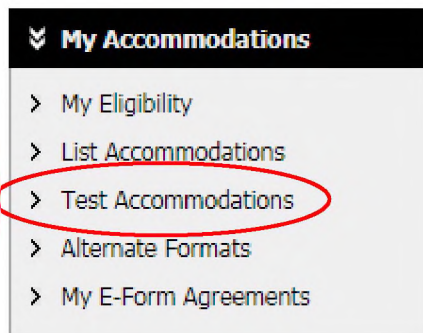 My Accommodations
My Eligibility
List Accommodations
Test Accommodations
Alternate Formats
My E-Form Agreements